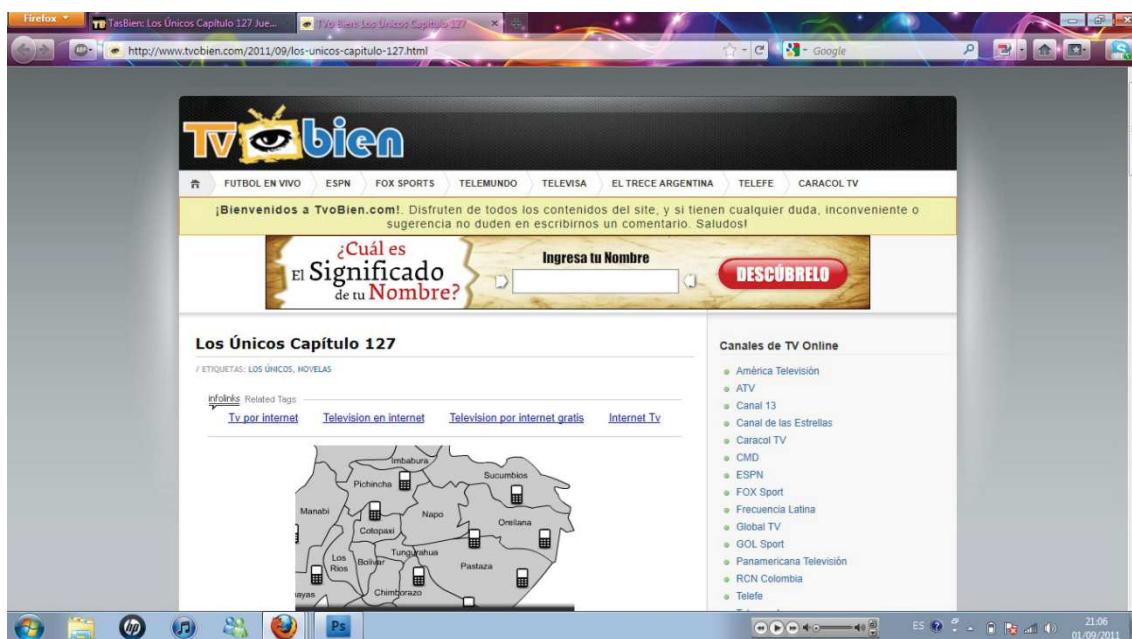 Firefox
TasBien: Los Únicos Capítulo 127 Jue...
TVo Bien: Los Únicos Capítulo 127
http://www.tvobien.com/2011/09/los-unicos-capitulo-127.html
Google
Tv bien
FUTBOL EN VIVO ESPN FOX SPORTS TELEMUNDO TELEVISA EL TRECE ARGENTINA TELEFE CARACOL TV
¡Bienvenidos a TvoBien.com!. Disfruten de todos los contenidos del site, y si tienen cualquier duda, inconveniente o
sugerencia no duden en escribirnos un comentario. Saludos!
¿Cuál es
El Significado
de tu Nombre?
Ingresa tu Nombre
DESCÚBRELO
Los Únicos Capítulo 127
/ ETIQUETAS: LOS ÚNICOS, NOVELAS
infolinks Related Tags
Tv por internet Television en internet Television por internet gratis Internet Tv
Imbabura
Sucumbios
Pichincha
Manabi
Napo
Orellana
Cotopaxi
Tungurahua
Los
Rios
Bolivar
Pastaza
Chimborazo
ayas
Canales de TV Online
Amèrica Televisión
ATV
Canal 13
Canal de las Estrellas
Caracol TV
CMD
ESPN
FOX Sport
Frecuencia Latina
Global TV
GOL Sport
Panamericana Televisión
RCN Colombia
Telefe
hp
Ps
ES
21:06
01/09/2011